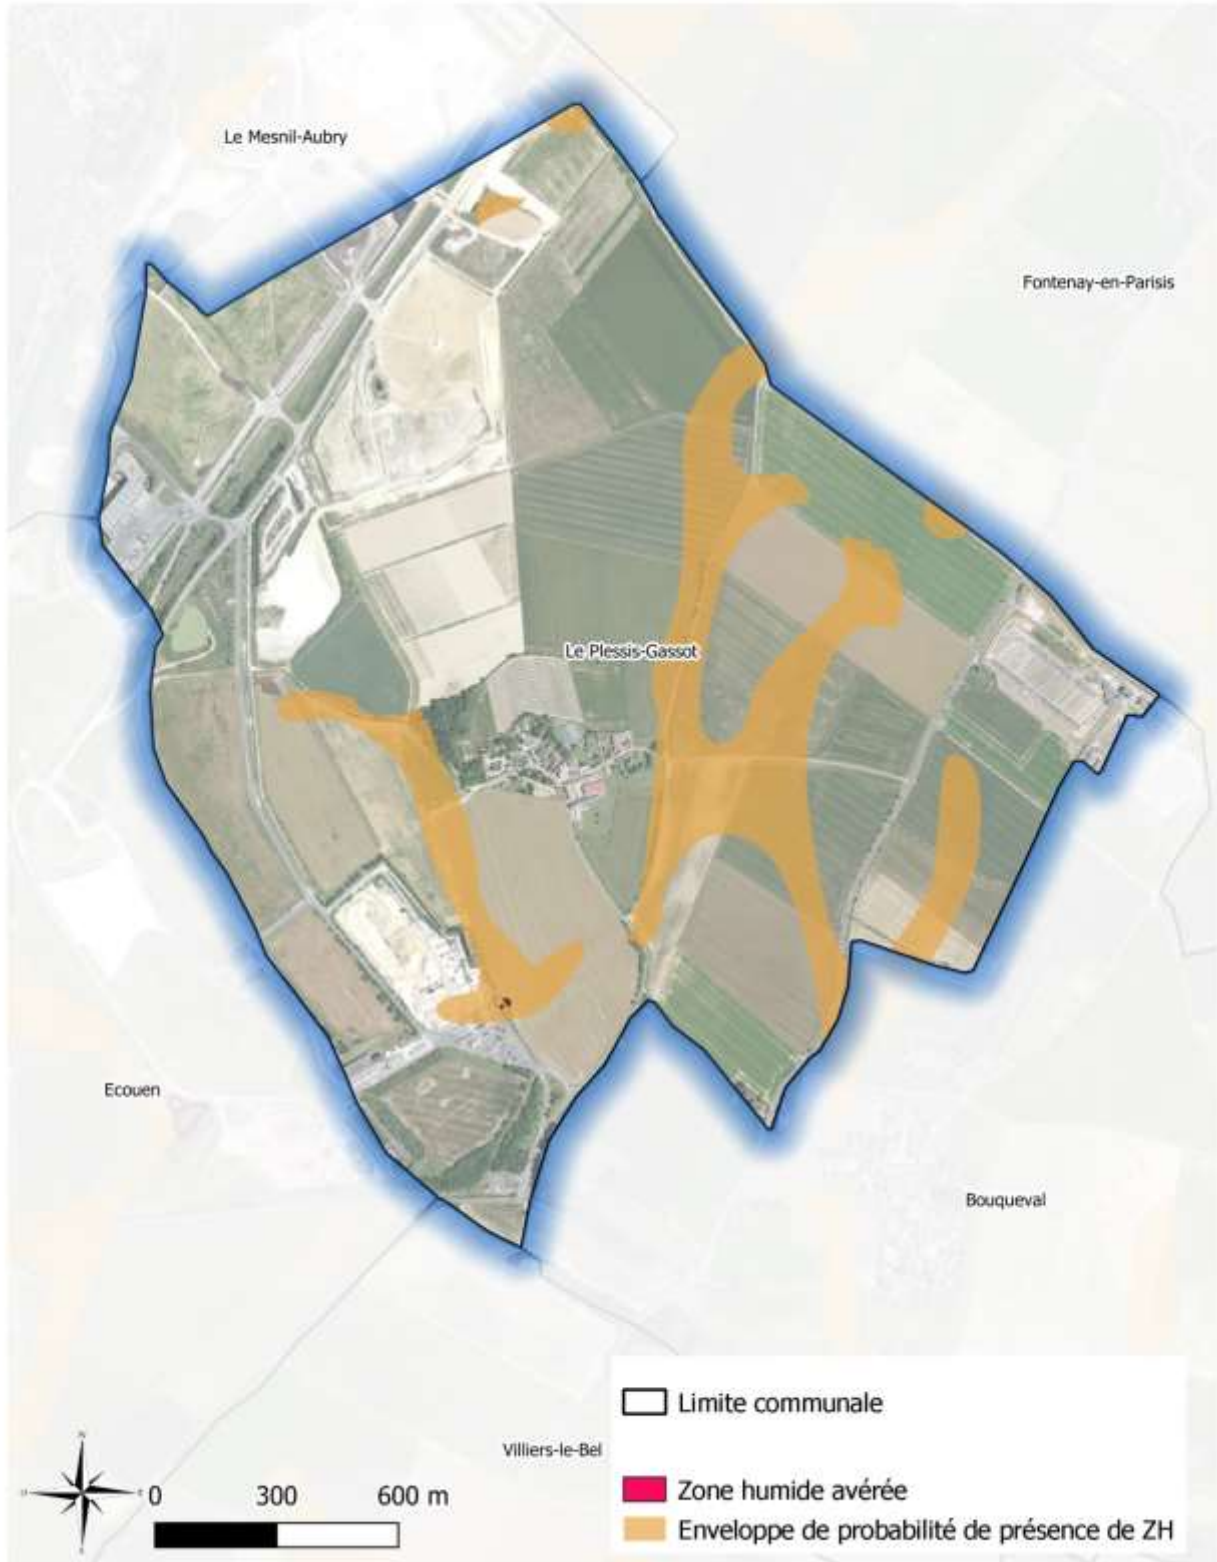 Le Mesnil-Aubry
Fontenay-en-Parisis
Le Plessis-Gassot
Ecouen
Bouqueval
Villiers-le-Bel
N
0 300 600 m
Limite communale
Zone humide avérée
Enveloppe de probabilité de présence de ZH